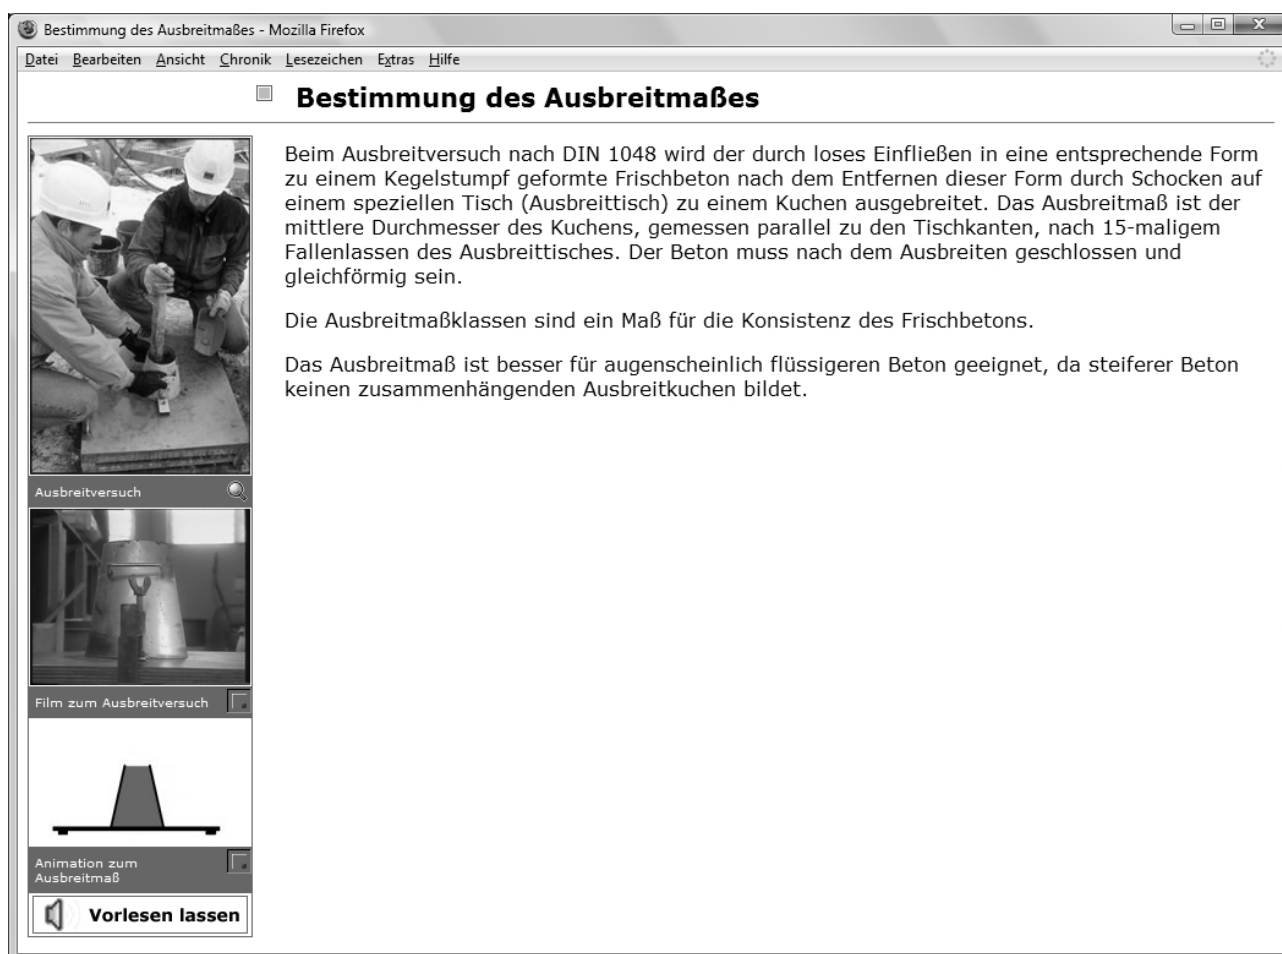 Bestimmung des Ausbreitmaßes - Mozilla Firefox
Datei Bearbeiten Ansicht Chronik Lesezeichen Extras Hilfe
Bestimmung des Ausbreitmaßes
Beim Ausbreitversuch nach DIN 1048 wird der durch loses Einfließen in eine entsprechende Form
zu einem Kegelstumpf geformte Frischbeton nach dem Entfernen dieser Form durch Schocken auf
einem speziellen Tisch (Ausbreittisch) zu einem Kuchen ausgebreitet. Das Ausbreitmaß ist der
mittlere Durchmesser des Kuchens, gemessen parallel zu den Tischkanten, nach 15-maligem
Fallenlassen des Ausbreittisches. Der Beton muss nach dem Ausbreiten geschlossen und
gleichförmig sein.
Die Ausbreitmaßklassen sind ein Maß für die Konsistenz des Frischbetons.
Das Ausbreitmaß ist besser für augenscheinlich flüssigeren Beton geeignet, da steiferer Beton
keinen zusammenhängenden Ausbreitkuchen bildet.
Ausbreitversuch
Film zum Ausbreitversuch
Animation zum
Ausbreitmaß
Vorlesen lassen